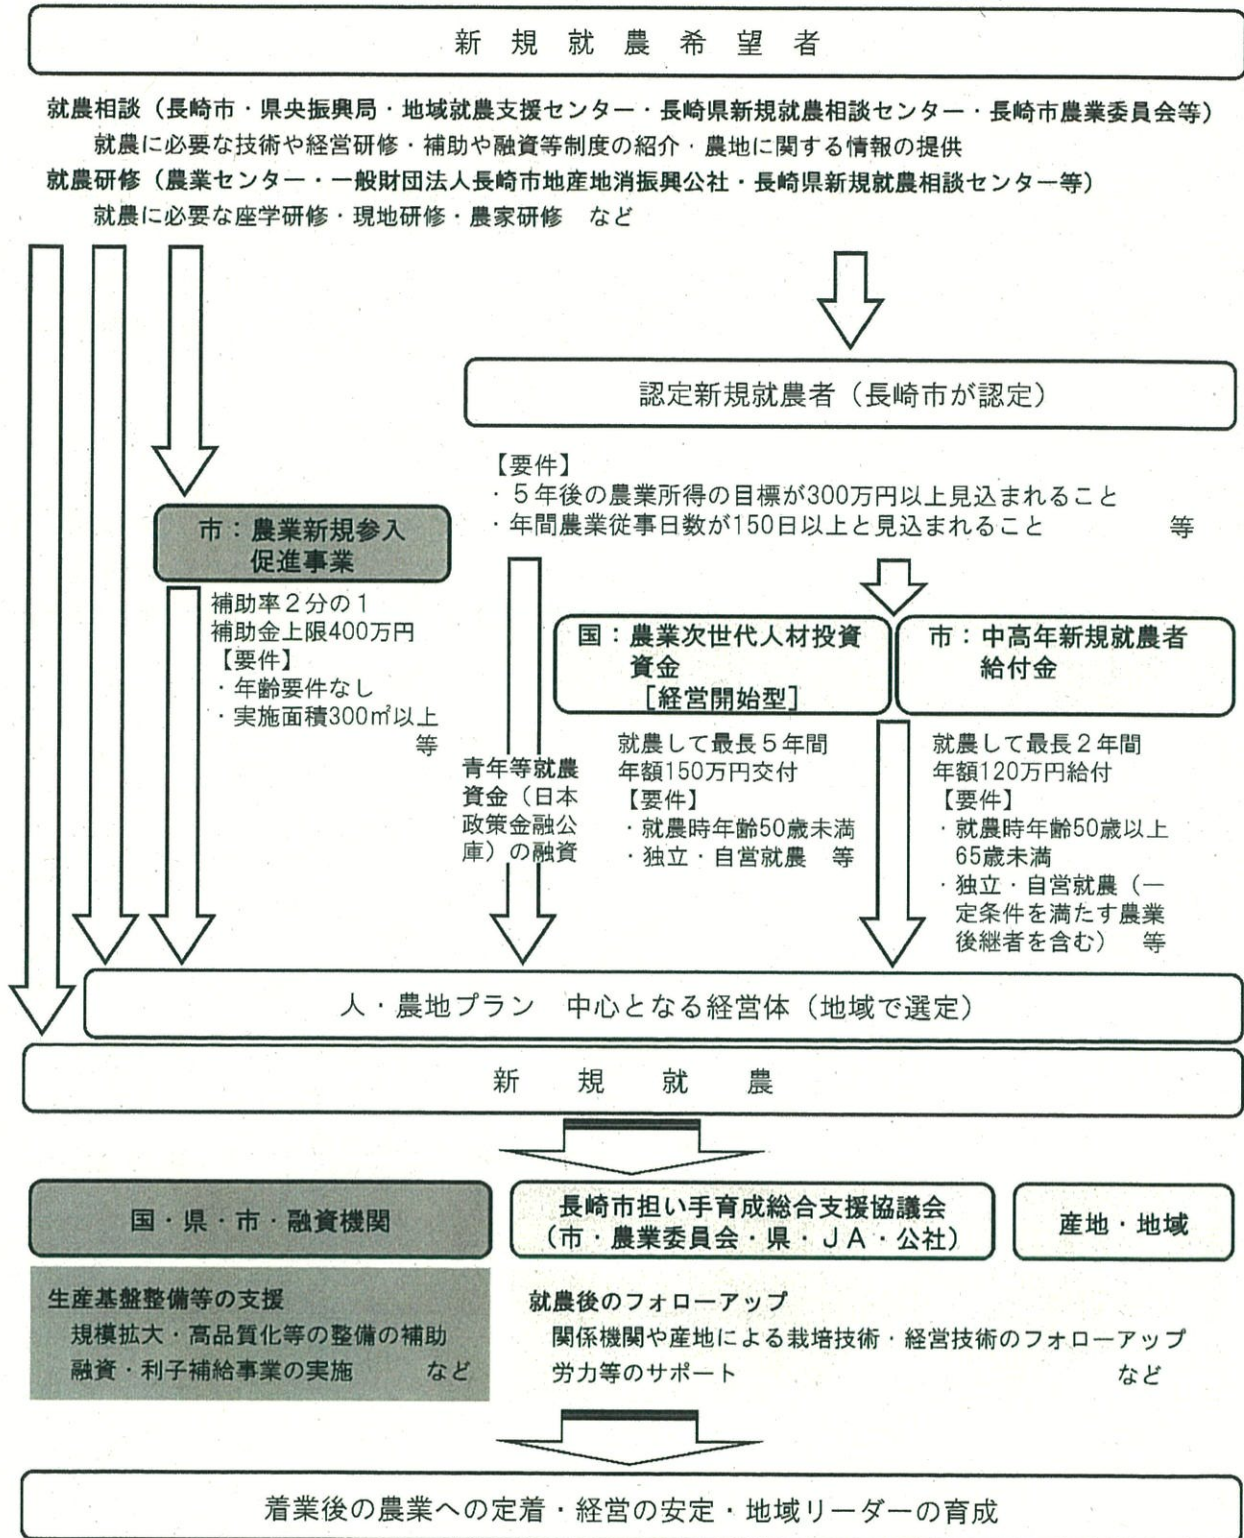 新規就農希望者
就農相談（長崎市・県央振興局・地域就農支援センター・長崎県新規就農相談センター・長崎市農業委員会等）
就農に必要な技術や経営研修・補助や融資等制度の紹介・農地に関する情報の提供
就農研修（農業センター・一般財団法人長崎市地産地消振興公社・長崎県新規就農相談センター等）
就農に必要な座学研修・現地研修・農家研修　など
認定新規就農者（長崎市が認定）
【要件】
・５年後の農業所得の目標が300万円以上見込まれること
・年間農業従事日数が150日以上と見込まれること　等
市：農業新規参入
促進事業
補助率２分の１
補助金上限400万円
【要件】
・年齢要件なし
・実施面積300㎡以上
等
青年等就農
資金（日本
政策金融公
庫）の融資
国：農業次世代人材投資
資金
［経営開始型］
就農して最長５年間
年額150万円交付
【要件】
・就農時年齢50歳未満
・独立・自営就農　等
市：中高年新規就農者
給付金
就農して最長２年間
年額120万円給付
【要件】
・就農時年齢50歳以上
65歳未満
・独立・自営就農（一
定条件を満たす農業
後継者を含む）　等
人・農地プラン　中心となる経営体（地域で選定）
新規就農
国・県・市・融資機関
生産基盤整備等の支援
規模拡大・高品質化等の整備の補助
融資・利子補給事業の実施　など
長崎市担い手育成総合支援協議会
（市・農業委員会・県・ＪＡ・公社）
産地・地域
就農後のフォローアップ
関係機関や産地による栽培技術・経営技術のフォローアップ
労力等のサポート　など
着業後の農業への定着・経営の安定・地域リーダーの育成